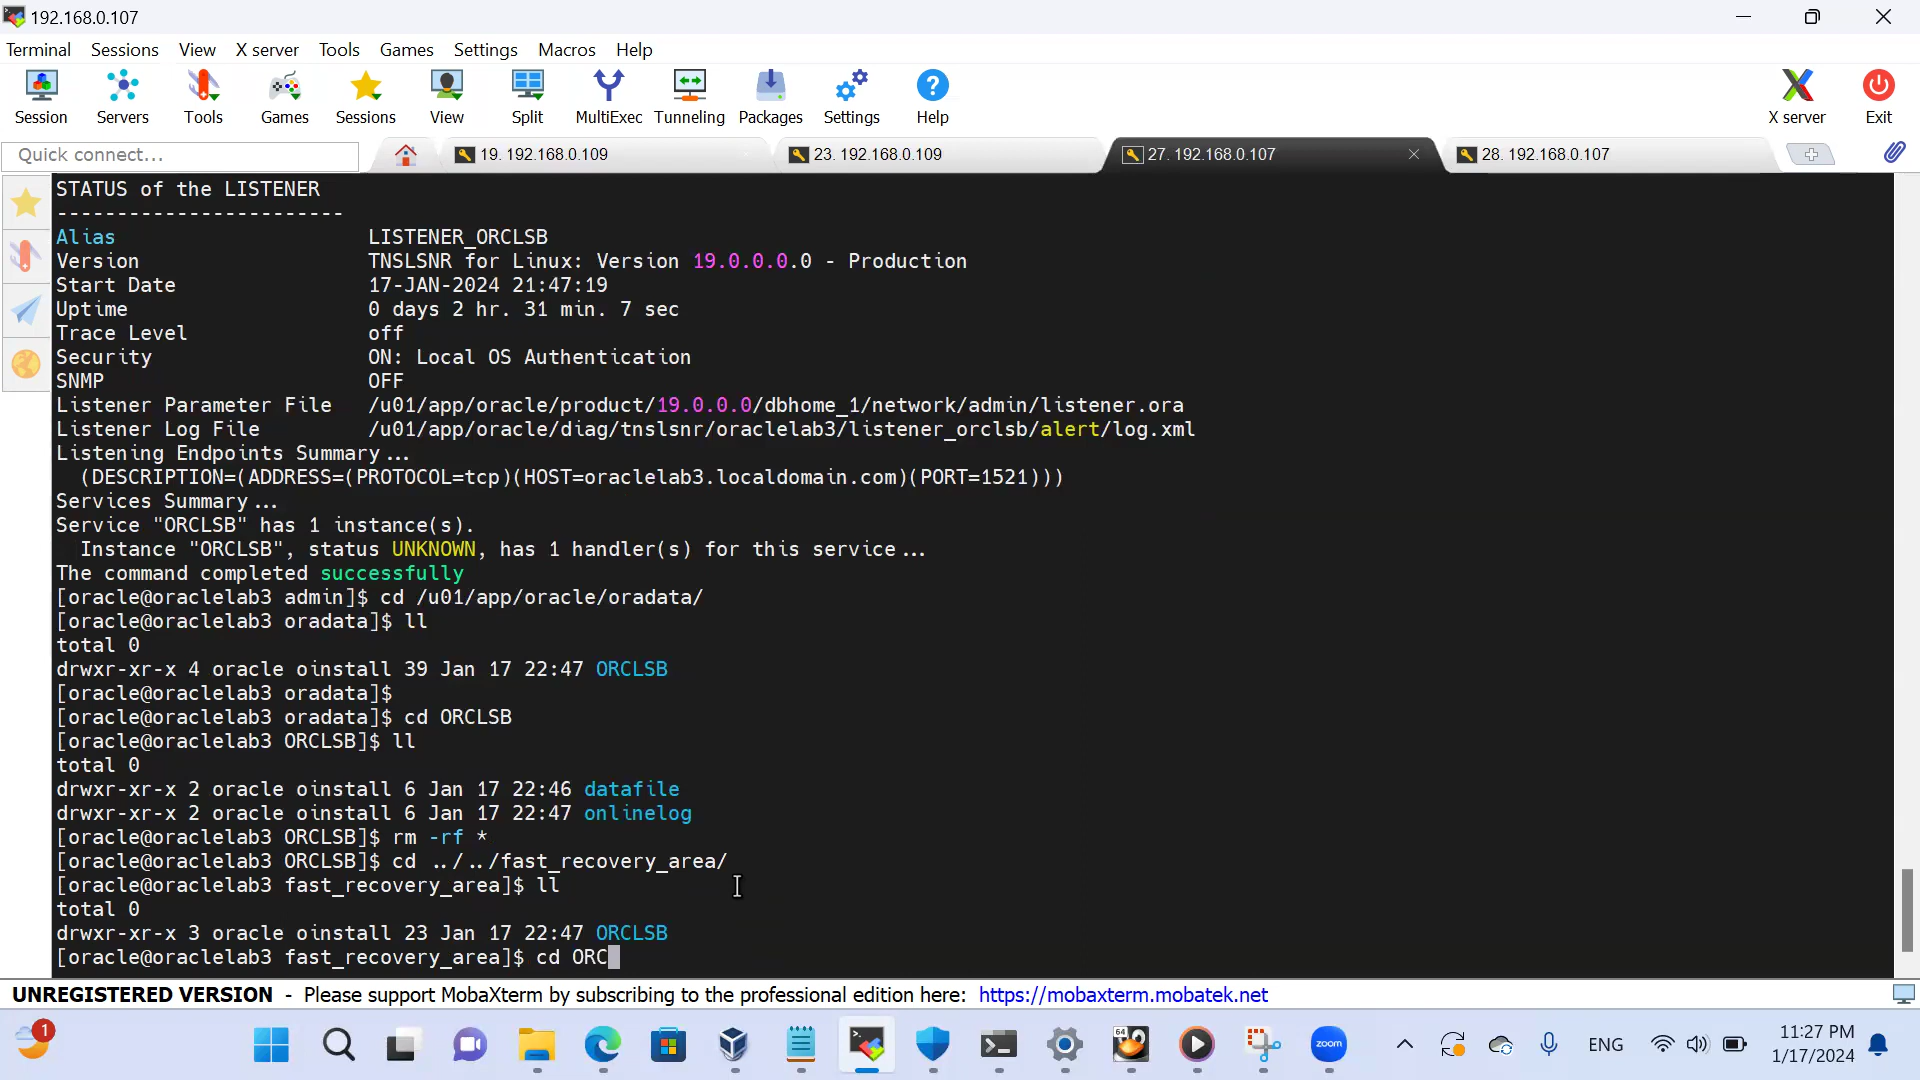 192.168.0.107
Terminal Sessions View X server Tools Games Settings Macros Help
Session Servers Tools Games Sessions View Split MultiExec Tunneling Packages Settings Help X server Exit
Quick connect... 19. 192.168.0.109 23. 192.168.0.109 27. 192.168.0.107 28. 192.168.0.107
STATUS of the LISTENER
------------------------
Alias LISTENER_ORCLSB
Version TNSLSNR for Linux: Version 19.0.0.0.0 - Production
Start Date 17-JAN-2024 21:47:19
Uptime 0 days 2 hr. 31 min. 7 sec
Trace Level off
Security ON: Local OS Authentication
SNMP OFF
Listener Parameter File /u01/app/oracle/product/19.0.0.0/dbhome_1/network/admin/listener.ora
Listener Log File /u01/app/oracle/diag/tnslsnr/oraclelab3/listener_orclsb/alert/log.xml
Listening Endpoints Summary...
(DESCRIPTION=(ADDRESS=(PROTOCOL=tcp)(HOST=oraclelab3.localdomain.com)(PORT=1521)))
Services Summary...
Service "ORCLSB" has 1 instance(s).
Instance "ORCLSB", status UNKNOWN, has 1 handler(s) for this service...
The command completed successfully
[oracle@oraclelab3 admin]$ cd /u01/app/oracle/oradata/
[oracle@oraclelab3 oradata]$ ll
total 0
drwxr-xr-x 4 oracle oinstall 39 Jan 17 22:47 ORCLSB
[oracle@oraclelab3 oradata]$
[oracle@oraclelab3 oradata]$ cd ORCLSB
[oracle@oraclelab3 ORCLSB]$ ll
total 0
drwxr-xr-x 2 oracle oinstall 6 Jan 17 22:46 datafile
drwxr-xr-x 2 oracle oinstall 6 Jan 17 22:47 onlinelog
[oracle@oraclelab3 ORCLSB]$ rm -rf *
[oracle@oraclelab3 ORCLSB]$ cd ../../fast_recovery_area/
[oracle@oraclelab3 fast_recovery_area]$ ll
total 0
drwxr-xr-x 3 oracle oinstall 23 Jan 17 22:47 ORCLSB
[oracle@oraclelab3 fast_recovery_area]$ cd ORC
UNREGISTERED VERSION - Please support MobaXterm by subscribing to the professional edition here: https://mobaxterm.mobatek.net
1 64 zoom ENG 11:27 PM
1/17/2024